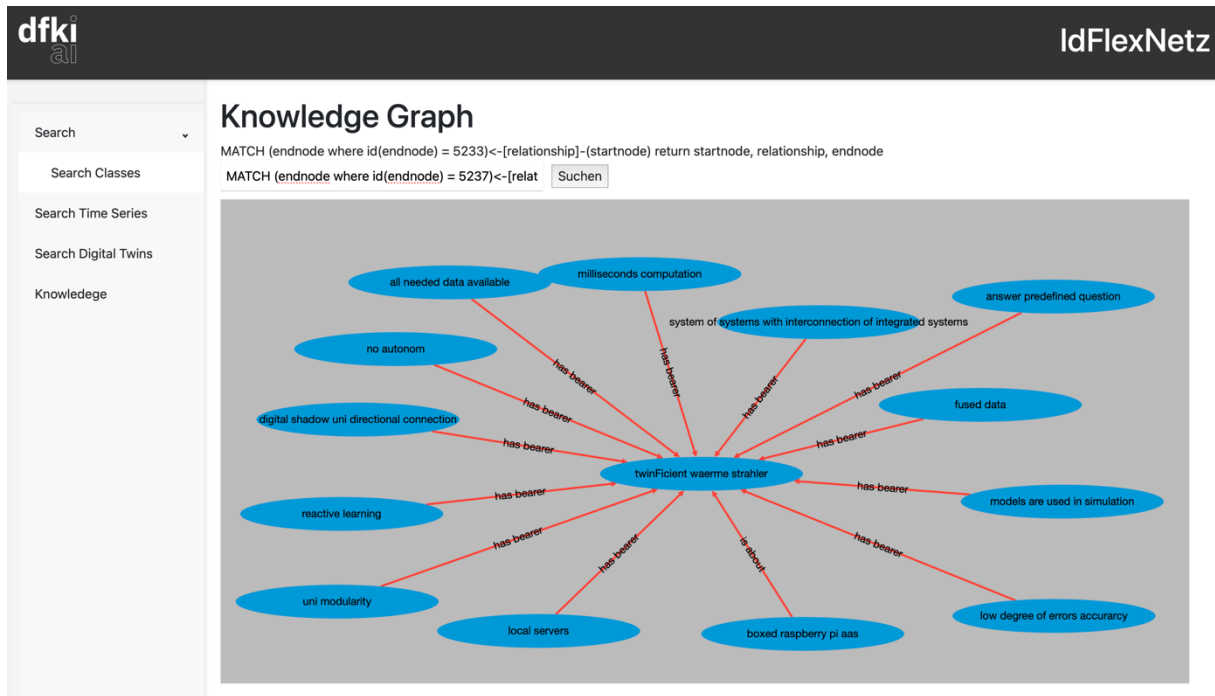 dfki
ai
IdFlexNetz
Search
Search Classes
Search Time Series
Search Digital Twins
Knowledege
Knowledge Graph
MATCH (endnode where id(endnode) = 5233)<-[relationship]-(startnode) return startnode, relationship, endnode
MATCH (endnode where id(endnode) = 5237)<-[relat
Suchen
all needed data available
milliseconds computation
answer predefined question
system of systems with interconnection of integrated systems
no autonom
has bearer
has bearer
has bearer
has bearer
fused data
has bearer
digital shadow uni directional connection
has bearer
has bearer
twinFicient waerme strahler
has bearer
has bearer
models are used in simulation
reactive learning
has bearer
has bearer
is about
has bearer
uni modularity
local servers
boxed raspberry pi aas
low degree of errors accurarcy